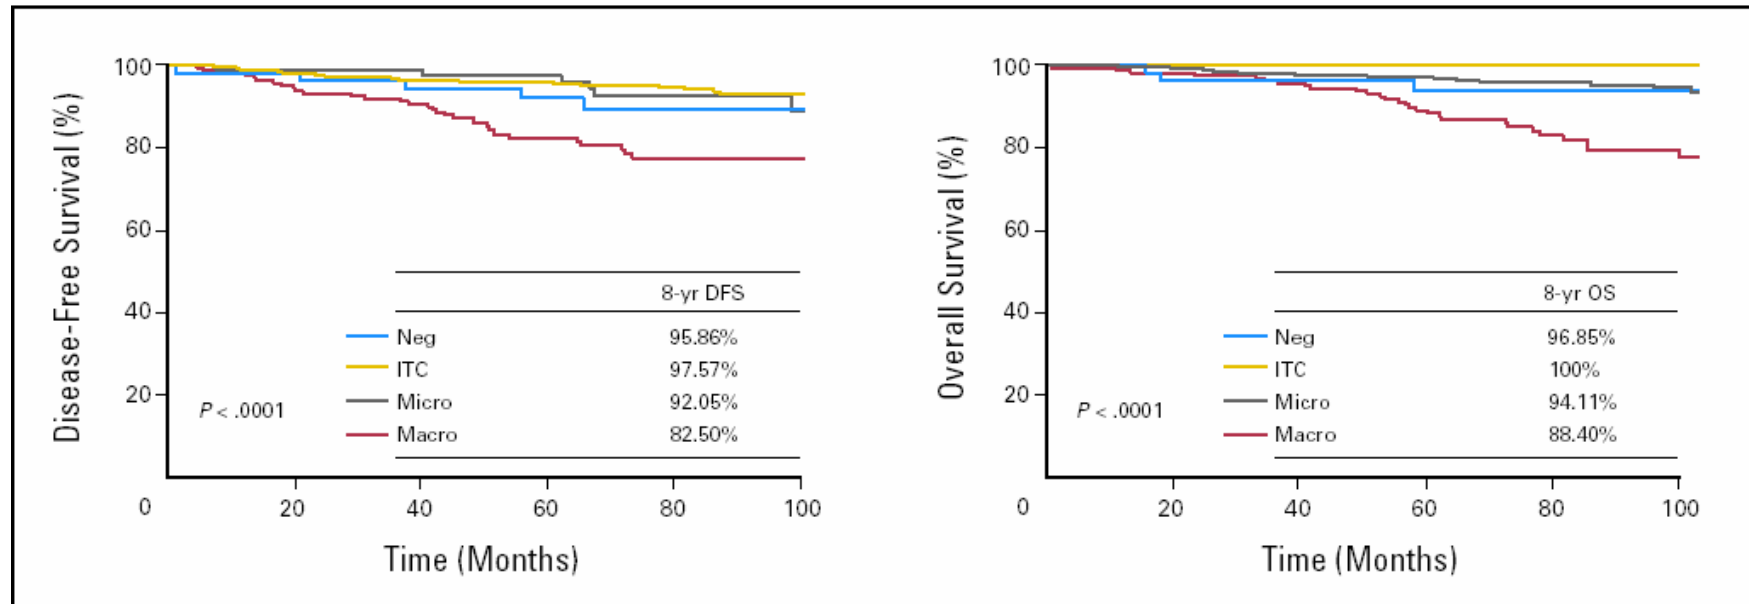 Disease-Free Survival (%)
100
80
60
40
20
0
8-yr DFS
Neg 95.86%
ITC 97.57%
Micro 92.05%
Macro 82.50%
P < .0001
20 40 60 80 100
Time (Months)
Overall Survival (%)
100
80
60
40
20
0
8-yr OS
Neg 96.85%
ITC 100%
Micro 94.11%
Macro 88.40%
P < .0001
20 40 60 80 100
Time (Months)